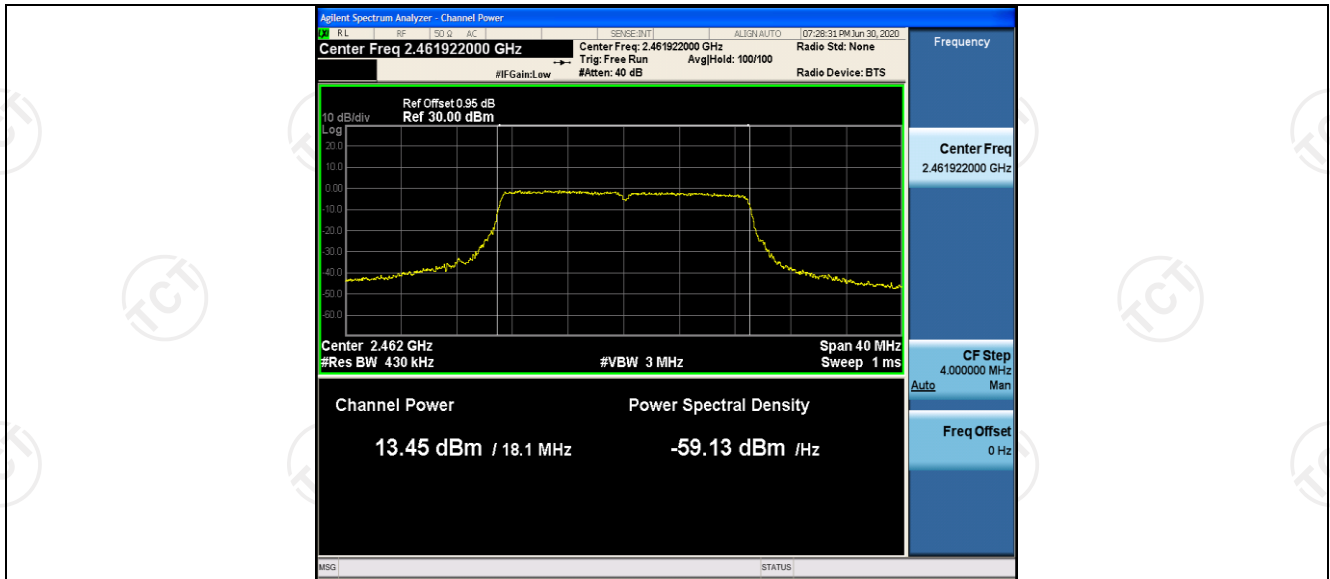 Agilent Spectrum Analyzer - Channel Power
RL RF 50 Ω AC SENSE:INT ALIGN AUTO 07:28:31 PM Jun 30, 2020
Center Freq 2.461922000 GHz
#IFGain:Low
Center Freq: 2.461922000 GHz
Trig: Free Run Avg|Hold: 100/100
#Atten: 40 dB
Radio Std: None
Radio Device: BTS
Frequency
Ref Offset 0.95 dB
10 dB/div Ref 30.00 dBm
Log
20.0
10.0
0.00
-10.0
-20.0
-30.0
-40.0
-50.0
-60.0
Center 2.462 GHz Span 40 MHz
#Res BW 430 kHz #VBW 3 MHz Sweep 1 ms
Channel Power Power Spectral Density
13.45 dBm / 18.1 MHz -59.13 dBm /Hz
Center Freq
2.461922000 GHz
CF Step
4.000000 MHz
Auto Man
Freq Offset
0 Hz
MSG STATUS
TCT
TCT